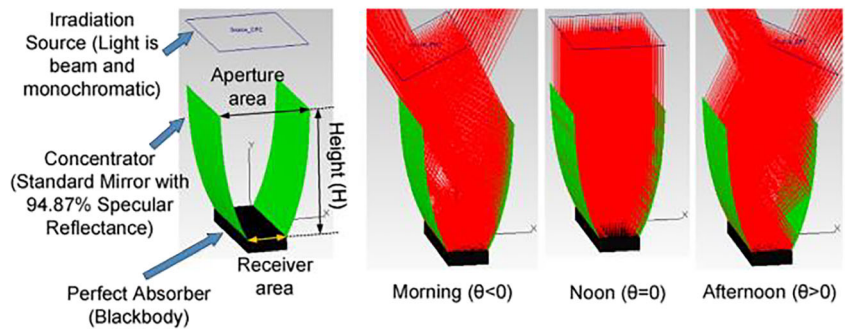 Irradiation
Source (Light is
beam and
monochromatic)
Source_CPC
Aperture
area
Height (H)
Concentrator
(Standard Mirror with
94.87% Specular
Reflectance)
Y
X
Receiver
area
Perfect Absorber
(Blackbody)
X
Morning (θ<0)
X
Noon (θ=0)
X
Afternoon (θ>0)